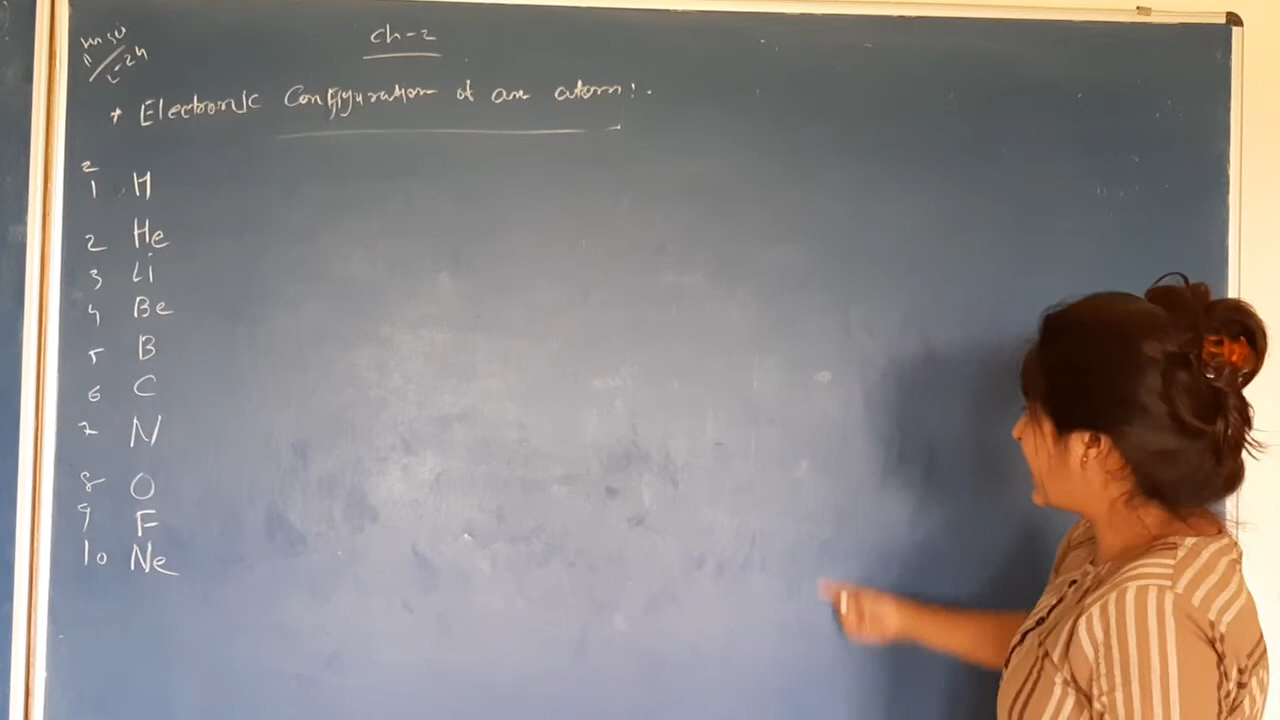 Ch-2
* Electronic Configuration of an atom:.
Z
1 H
2 He
3 Li
4 Be
5 B
6 C
7 N
8 O
9 F
10 Ne